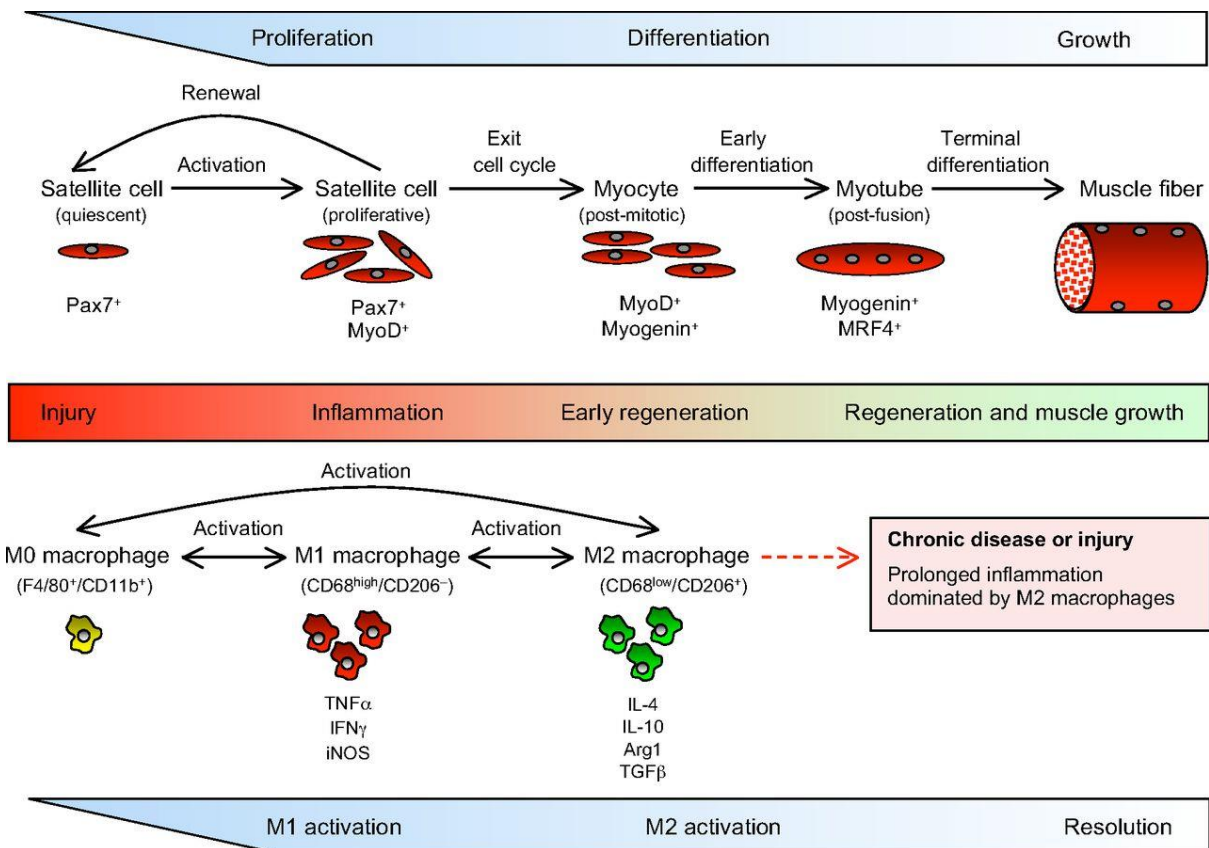 Proliferation Differentiation Growth
Renewal
Activation
Exit
cell cycle
Early
differentiation
Terminal
differentiation
Satellite cell
(quiescent)
Satellite cell
(proliferative)
Myocyte
(post-mitotic)
Myotube
(post-fusion)
Muscle fiber
Pax7⁺
Pax7⁺
MyoD⁺
MyoD⁺
Myogenin⁺
Myogenin⁺
MRF4⁺
Injury Inflammation Early regeneration Regeneration and muscle growth
Activation
Activation
Activation
M0 macrophage
(F4/80⁺/CD11b⁺)
M1 macrophage
(CD68ʰⁱᵍʰ/CD206⁻)
M2 macrophage
(CD68ˡᵒʷ/CD206⁺)
Chronic disease or injury
Prolonged inflammation
dominated by M2 macrophages
TNFα
IFNγ
iNOS
IL-4
IL-10
Arg1
TGFβ
M1 activation M2 activation Resolution